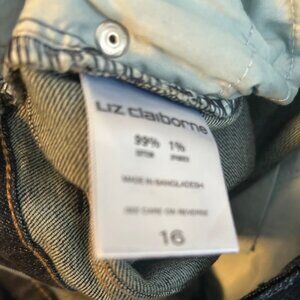 Liz claiborne
99% 1%
MADE IN BANGLADESH
SEE CARE ON REVERSE
16